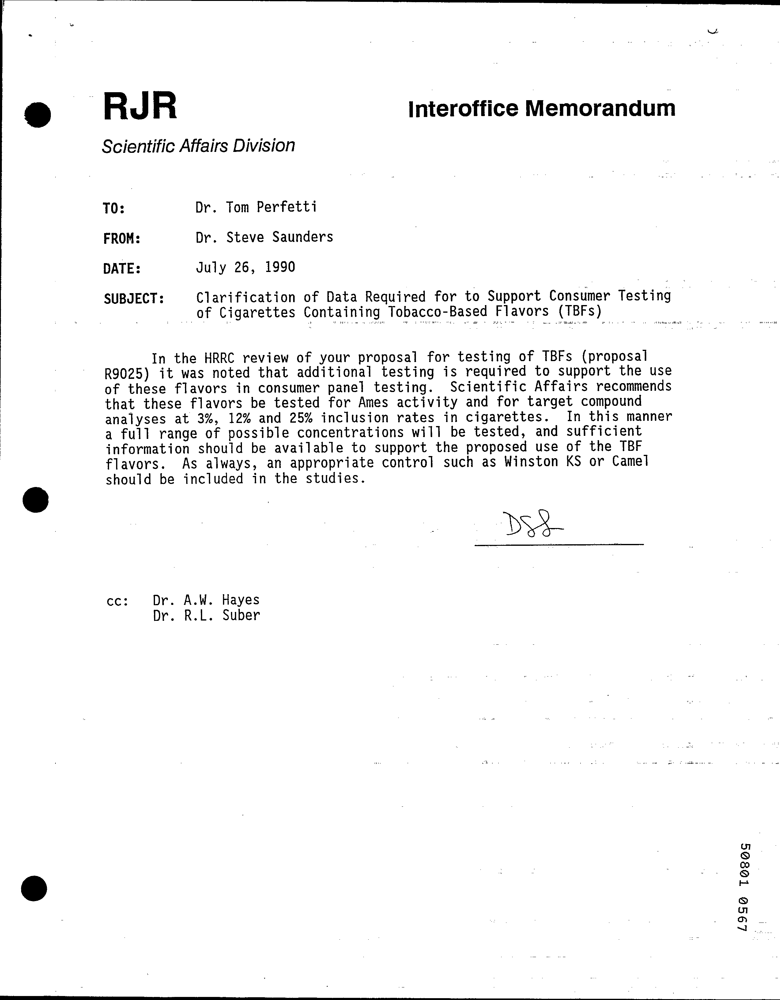 RJR
Interoffice Memorandum
Scientific Affairs Division
TO: Dr. Tom Perfetti
FROM: Dr. Steve Saunders
DATE: July 26, 1990
SUBJECT: Clarification of Data Required for to Support Consumer Testing
of Cigarettes Containing Tobacco-Based Flavors (TBFs)
In the HRRC review of your proposal for testing of TBFs (proposal
R9025) it was noted that additional testing is required to support the use
of these flavors in consumer panel testing. Scientific Affairs recommends
that these flavors be tested for Ames activity and for target compound
analyses at 3%, 12% and 25% inclusion rates in cigarettes. In this manner
a full range of possible concentrations will be tested, and sufficient
information should be available to support the proposed use of the TBF
flavors. As always, an appropriate control such as Winston KS or Camel
should be included in the studies.
cc: Dr. A.W. Hayes
Dr. R.L. Suber
50801 0567